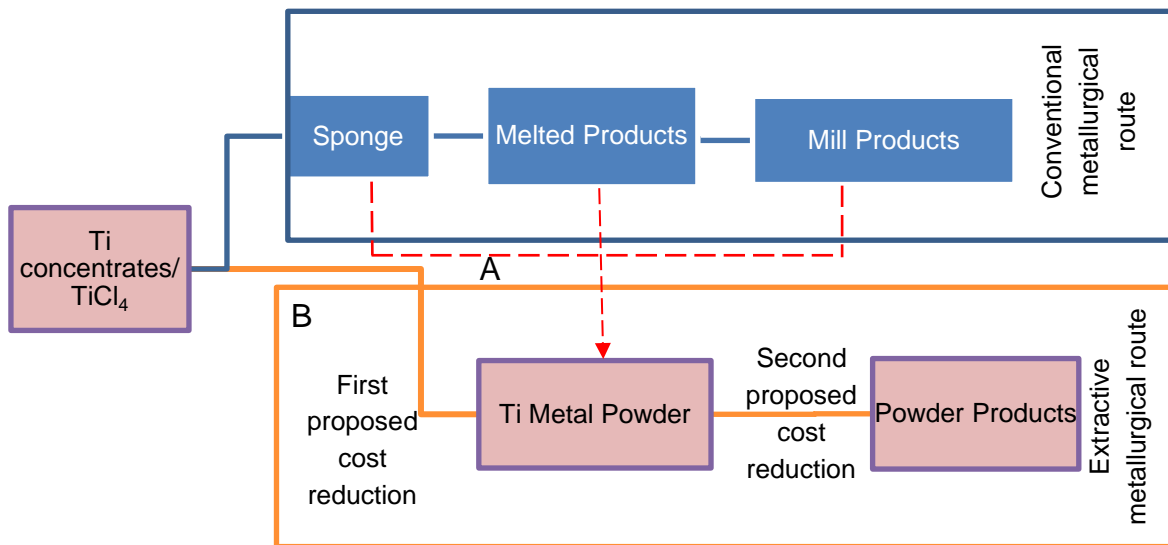 Conventional
metallurgical
route
Sponge
Melted Products
Mill Products
Ti
concentrates/
TiCl₄
A
B
First
proposed
cost
reduction
Ti Metal Powder
Second
proposed
cost
reduction
Powder Products
Extractive
metallurgical route